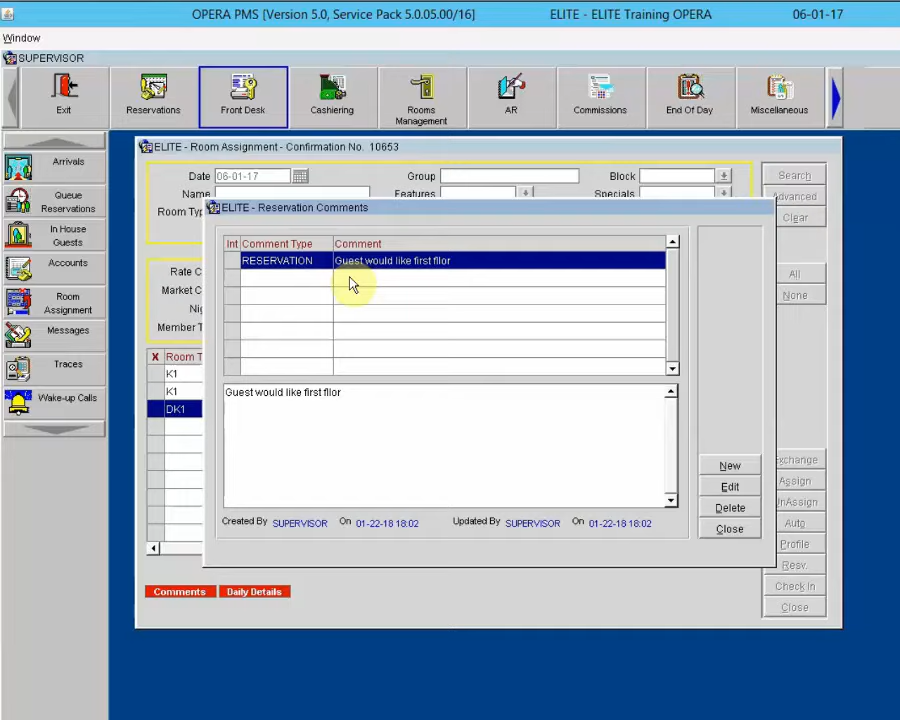 OPERA PMS [Version 5.0, Service Pack 5.0.05.00/16] ELITE - ELITE Training OPERA 06-01-17
Window
SUPERVISOR
Exit Reservations Front Desk Cashiering Rooms Management AR Commissions End Of Day Miscellaneous
Arrivals
Queue Reservations
In House Guests
Accounts
Room Assignment
Messages
Traces
Wake-up Calls
ELITE - Room Assignment - Confirmation No. 10653
Date 06-01-17 Group Block Search
Name Features Specials Advanced
Room Typ Clear
ELITE - Reservation Comments
Int Comment Type Comment
RESERVATION Guest would like first fllor
Rate C All
Market C None
Nig
Member T
X Room T
K1
K1
DK1
Guest would like first fllor
New
Edit
Delete
Close
Created By SUPERVISOR On 01-22-18 18:02 Updated By SUPERVISOR On 01-22-18 18:02
xchange
Assign
nAssign
Auto
Profile
Resv.
Check In
Close
Comments Daily Details